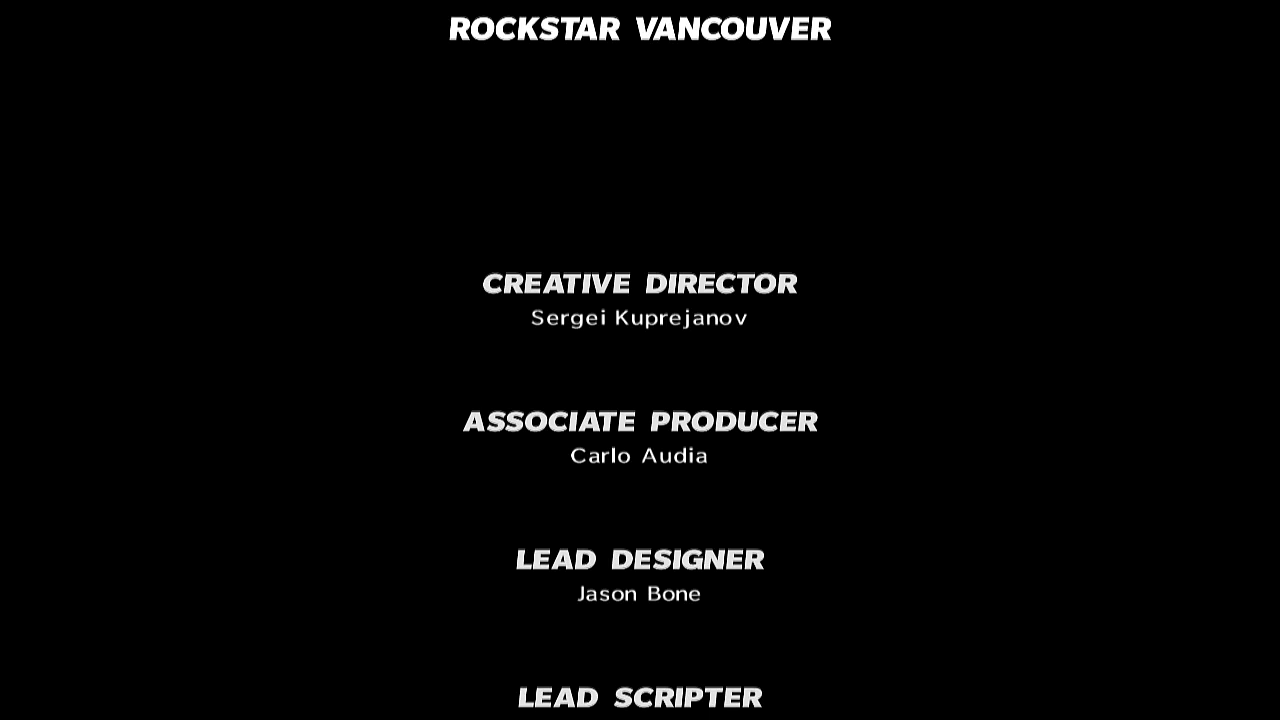 ROCKSTAR VANCOUVER
CREATIVE DIRECTOR
Sergei Kuprejanov
ASSOCIATE PRODUCER
Carlo Audia
LEAD DESIGNER
Jason Bone
LEAD SCRIPTER